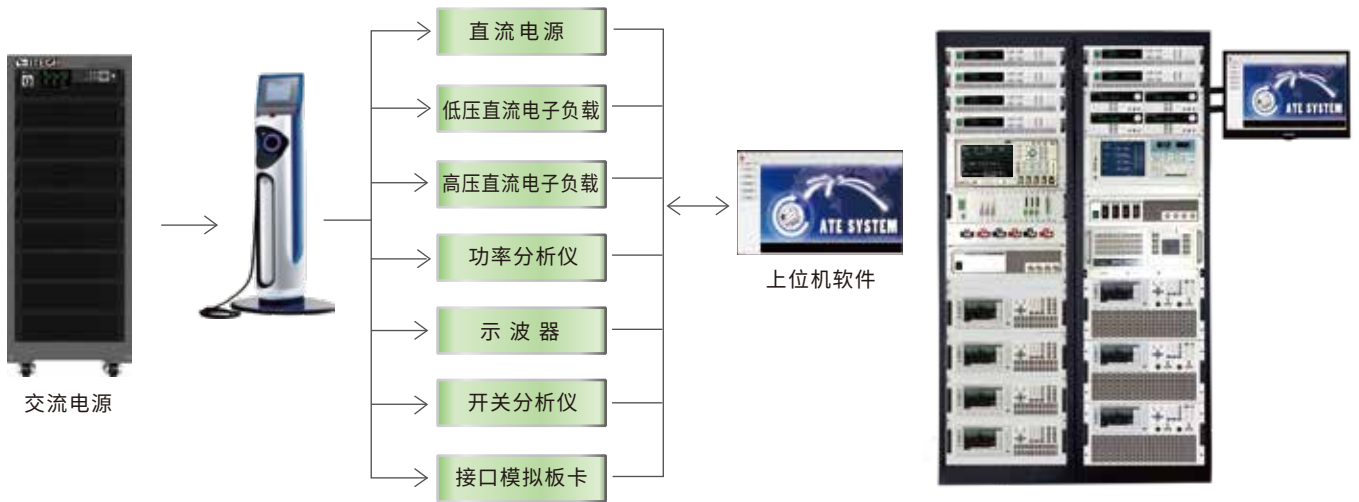 ITECH
交流电源
直流电源
低压直流电子负载
高压直流电子负载
功率分析仪
示波器
开关分析仪
接口模拟板卡
ATE SYSTEM
上位机软件
ATE SYSTEM